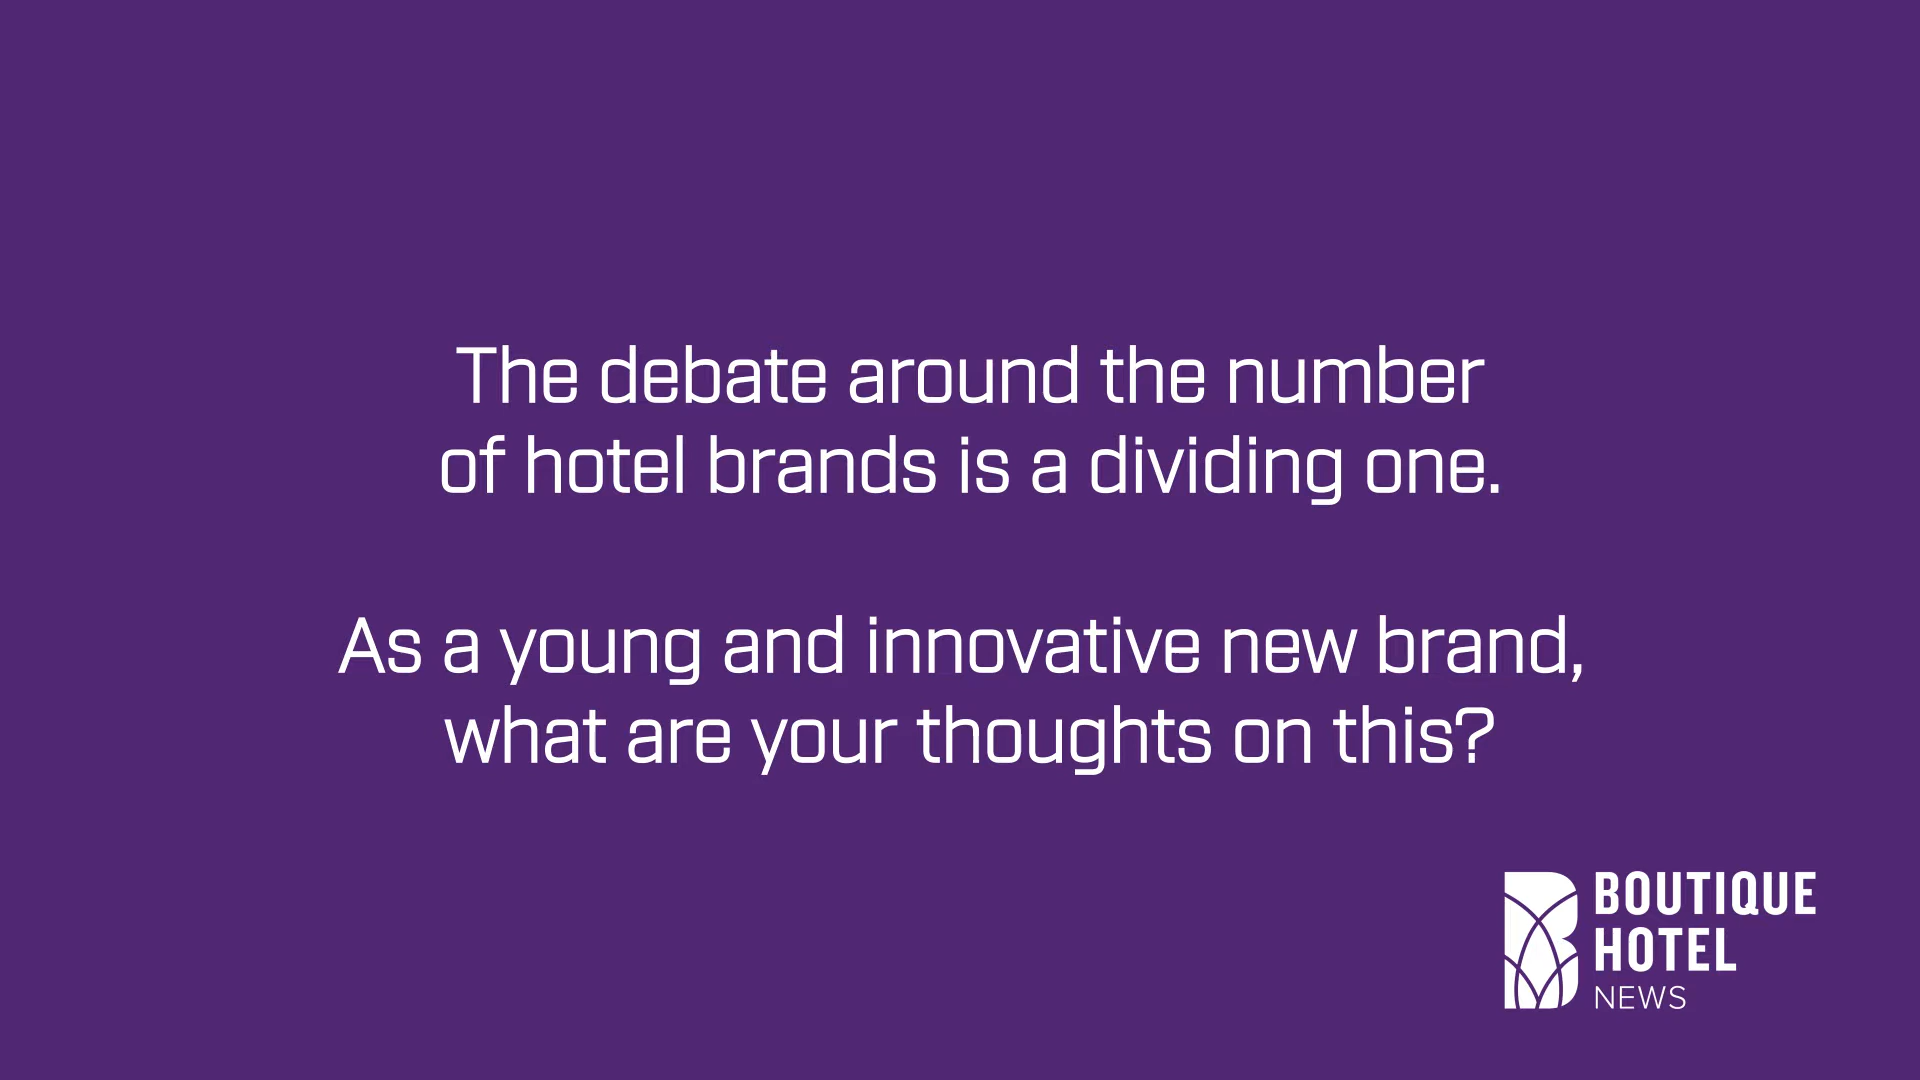 The debate around the number
of hotel brands is a dividing one.
As a young and innovative new brand,
what are your thoughts on this?
BOUTIQUE
HOTEL
NEWS